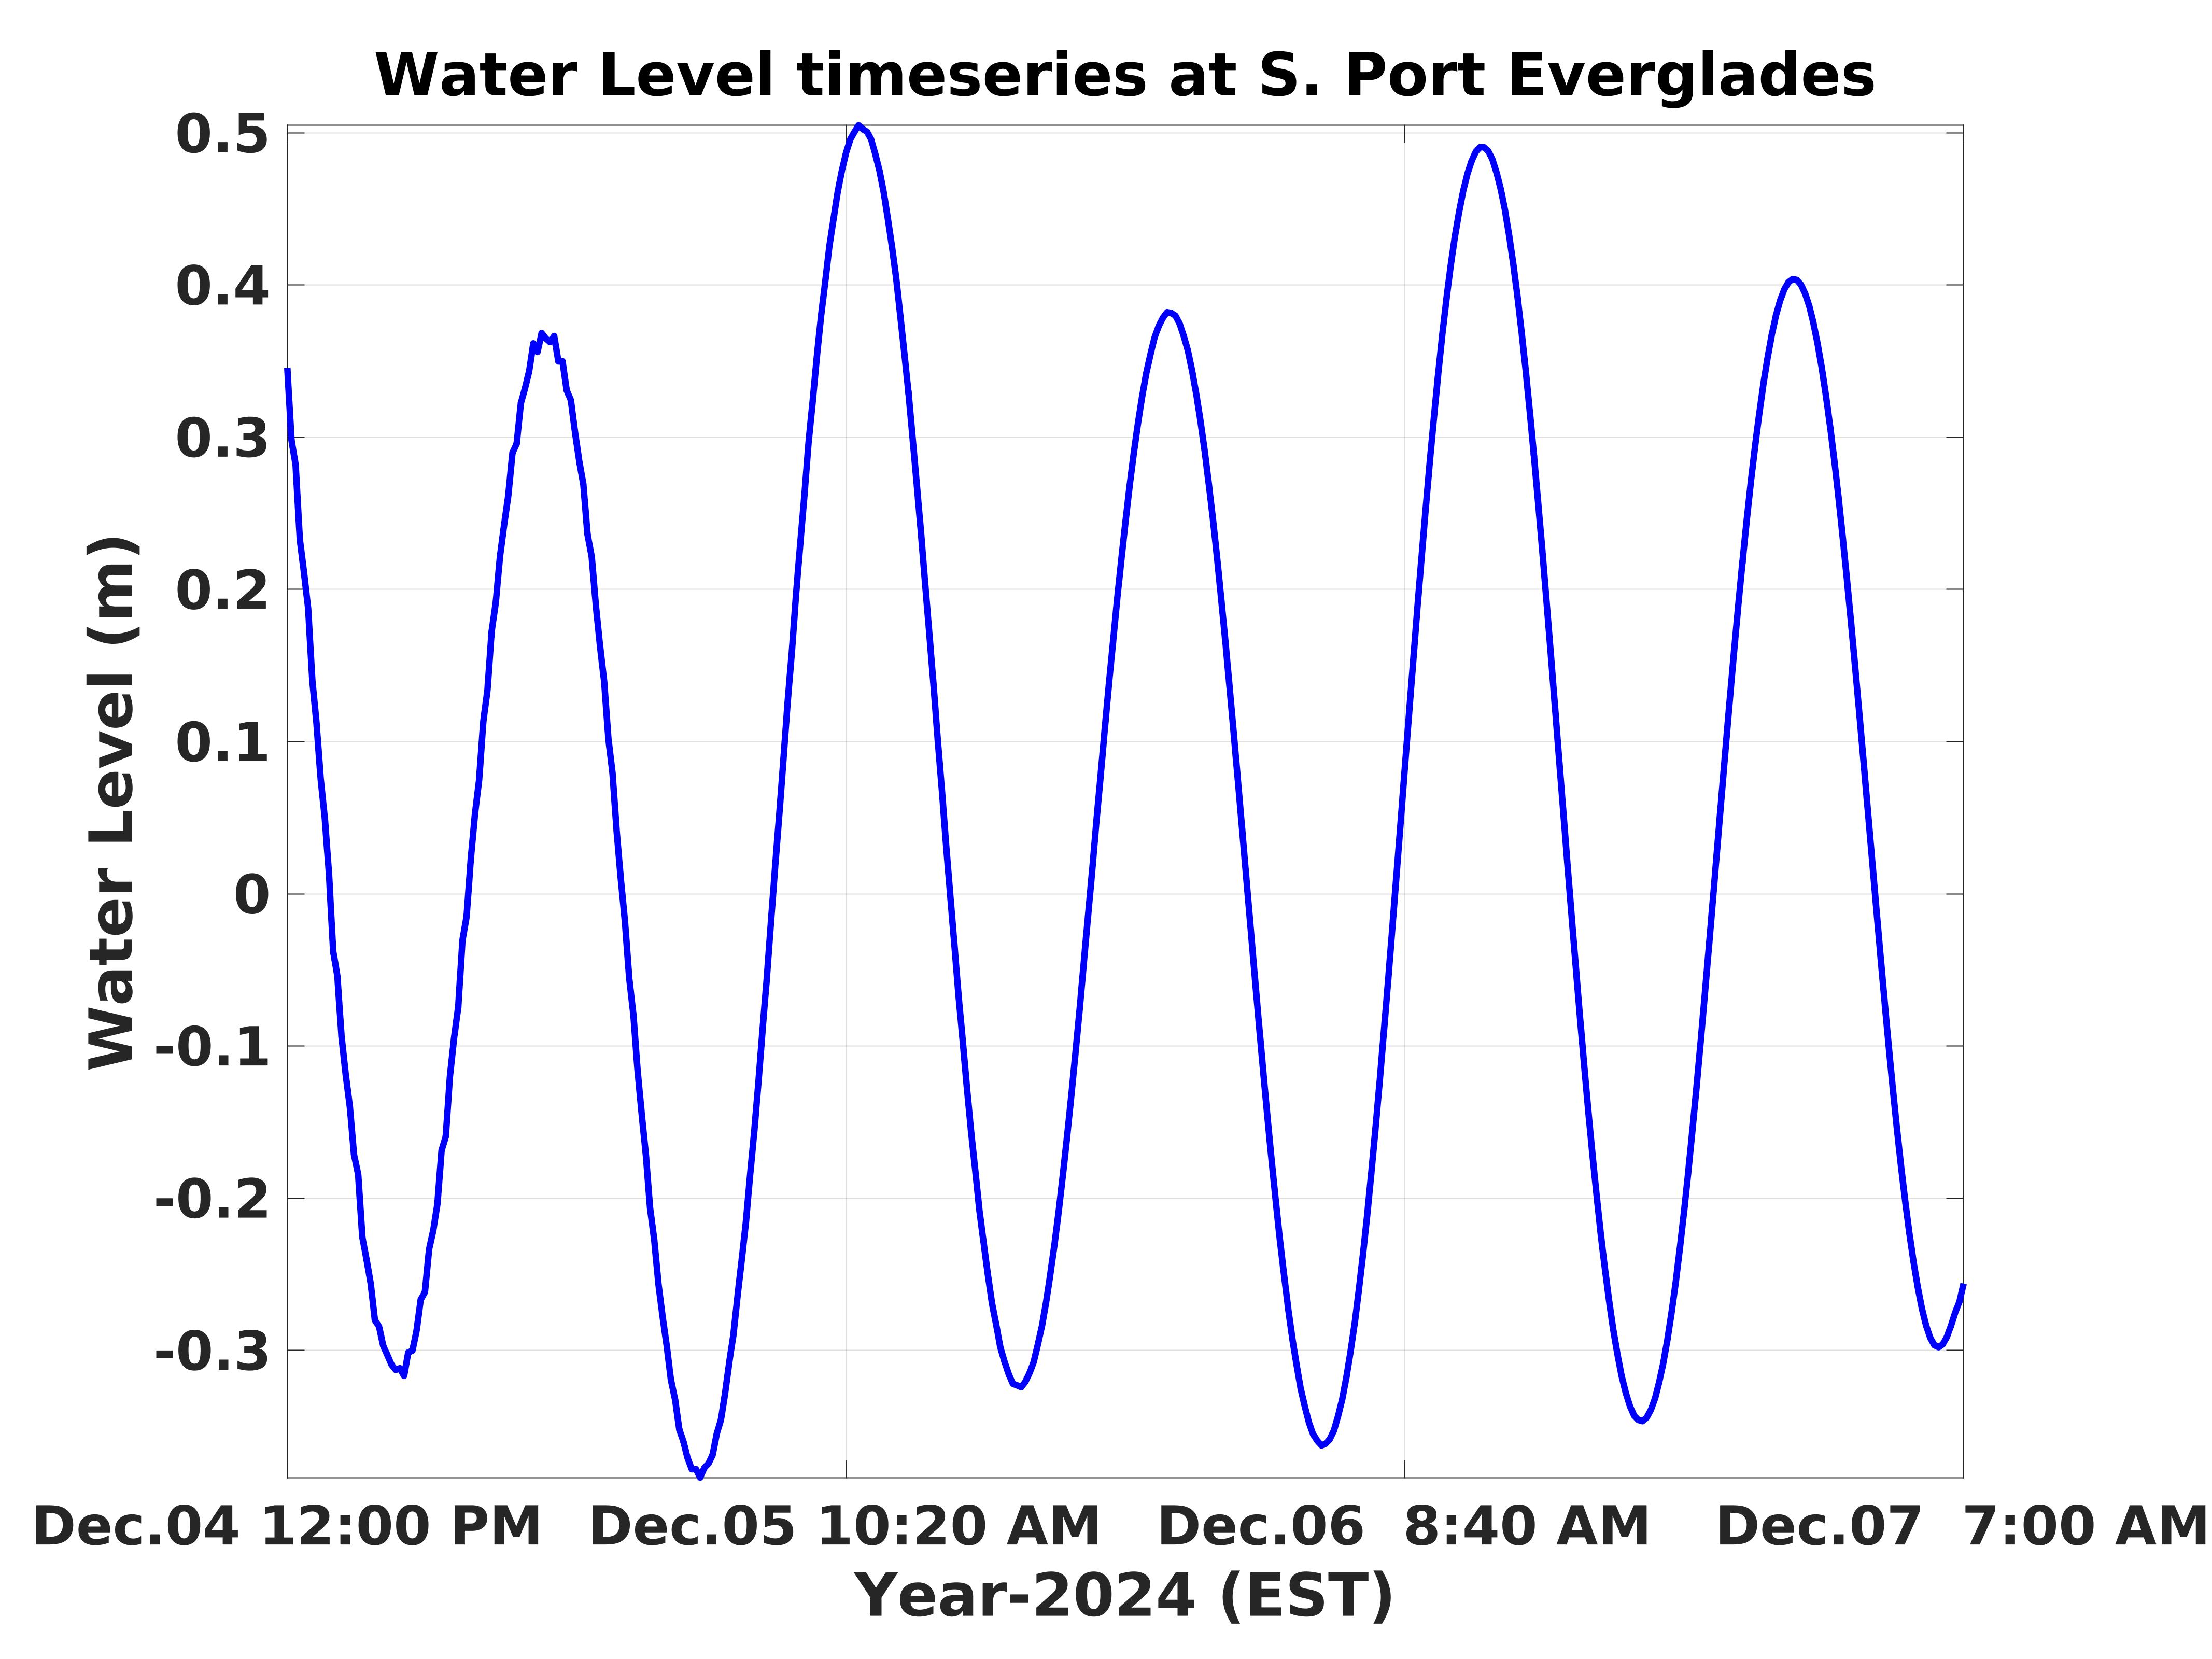 Water Level timeseries at S. Port Everglades
0.5
0.4
0.3
0.2
0.1
0
-0.1
-0.2
-0.3
Water Level (m)
Dec.04 12:00 PM Dec.05 10:20 AM Dec.06 8:40 AM Dec.07 7:00 AM
Year-2024 (EST)